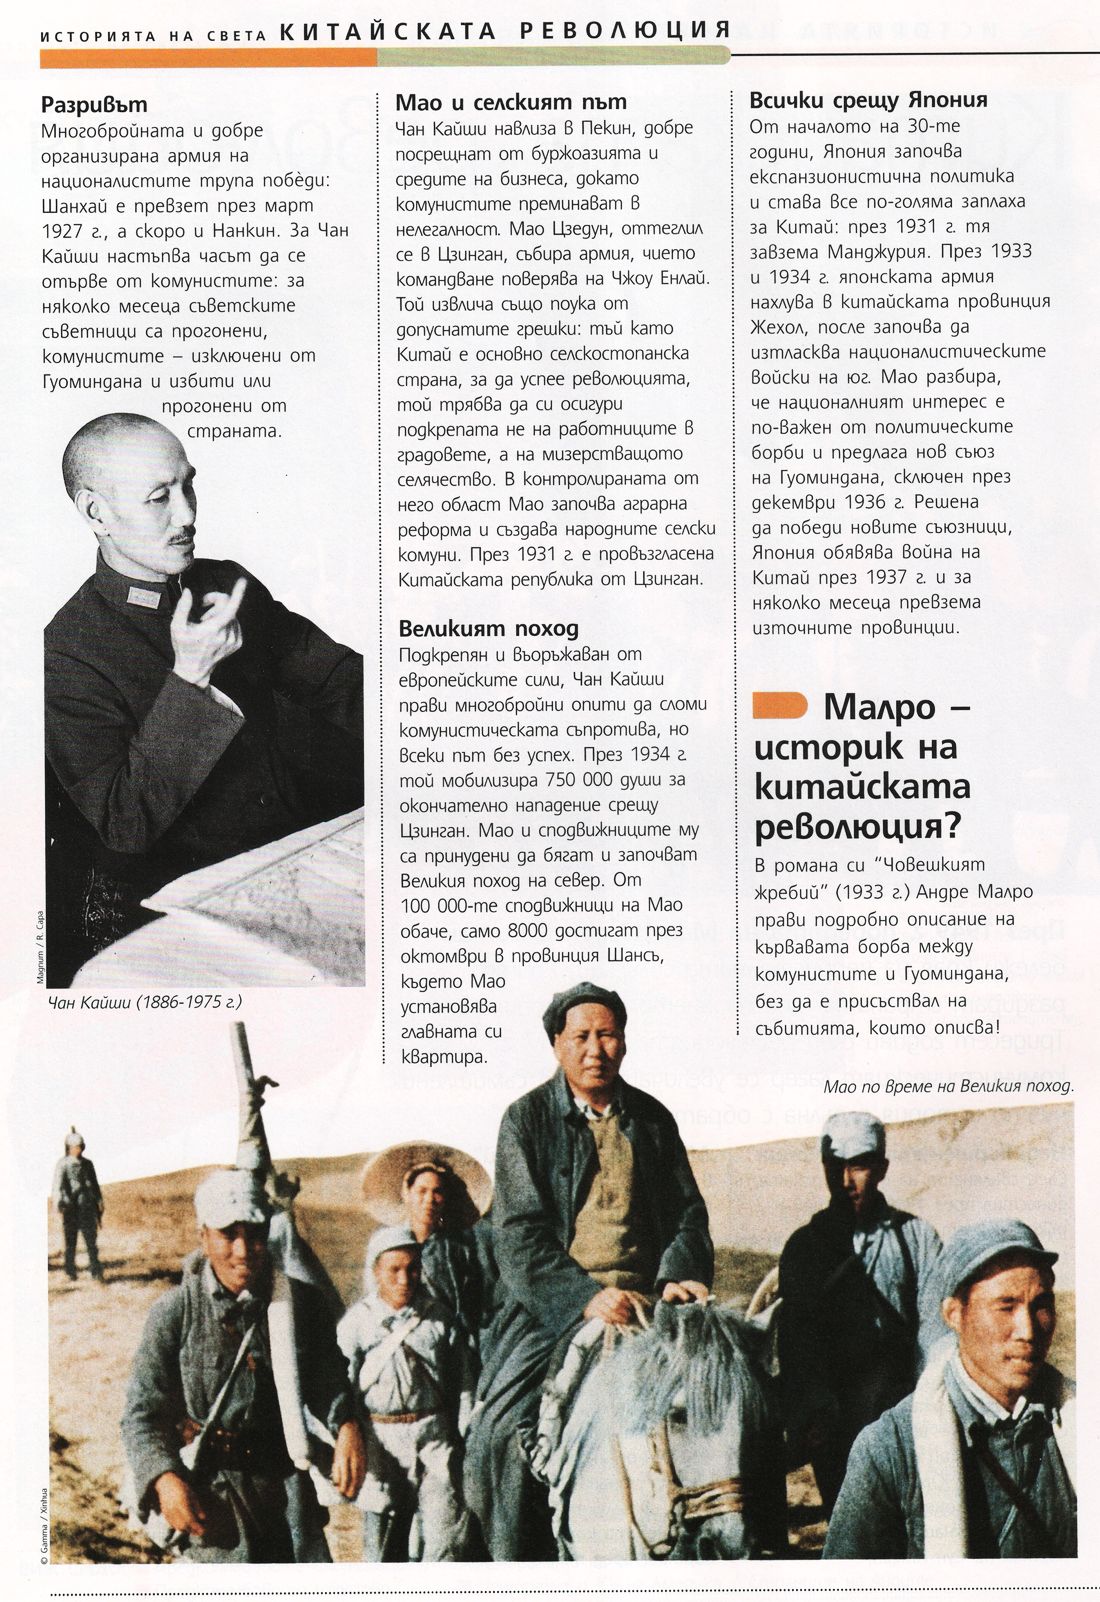 ИСТОРИЯТА НА СВЕТА КИТАЙСКАТА РЕВОЛЮЦИЯ
Разривът
Многобройната и добре
организирана армия на
националистите трупа побѐди:
Шанхай е превзет през март
1927 г., а скоро и Нанкин. За Чан
Кайши настъпва часът да се
отърве от комунистите: за
няколко месеца съветските
съветници са прогонени,
комунистите – изключени от
Гуоминдана и избити или
прогонени от
страната.
Magnum / R. Capa
Чан Кайши (1886-1975 г.)
Мао и селският път
Чан Кайши навлиза в Пекин, добре
посрещнат от буржоазията и
средите на бизнеса, докато
комунистите преминават в
нелегалност. Мао Цзедун, оттеглил
се в Цзинган, събира армия, чието
командване поверява на Чжоу Енлай.
Той извлича също поука от
допуснатите грешки: тъй като
Китай е основно селскостопанска
страна, за да успее революцията,
той трябва да си осигури
подкрепата не на работниците в
градовете, а на мизерстващото
селячество. В контролираната от
него област Мао започва аграрна
реформа и създава народните селски
комуни. През 1931 г. е провъзгласена
Китайската република от Цзинган.
Великият поход
Подкрепян и въоръжаван от
европейските сили, Чан Кайши
прави многобройни опити да сломи
комунистическата съпротива, но
всеки път без успех. През 1934 г.
той мобилизира 750 000 души за
окончателно нападение срещу
Цзинган. Мао и сподвижниците му
са принудени да бягат и започват
Великия поход на север. От
100 000-те сподвижници на Мао
обаче, само 8000 достигат през
октомври в провинция Шансъ,
където Мао
установява
главната си
квартира.
Всички срещу Япония
От началото на 30-те
години, Япония започва
експанзионистична политика
и става все по-голяма заплаха
за Китай: през 1931 г. тя
завзема Манджурия. През 1933
и 1934 г. японската армия
нахлува в китайската провинция
Жехол, после започва да
изтласква националистическите
войски на юг. Мао разбира,
че националният интерес е
по-важен от политическите
борби и предлага нов съюз
на Гуоминдана, сключен през
декември 1936 г. Решена
да победи новите съюзници,
Япония обявява война на
Китай през 1937 г. и за
няколко месеца превзема
източните провинции.
Малро –
историк на
китайската
революция?
В романа си “Човешкият
жребий” (1933 г.) Андре Малро
прави подробно описание на
кървавата борба между
комунистите и Гуоминдана,
без да е присъствал на
събитията, които описва!
Мао по време на Великия поход.
© Gamma / Xinhua